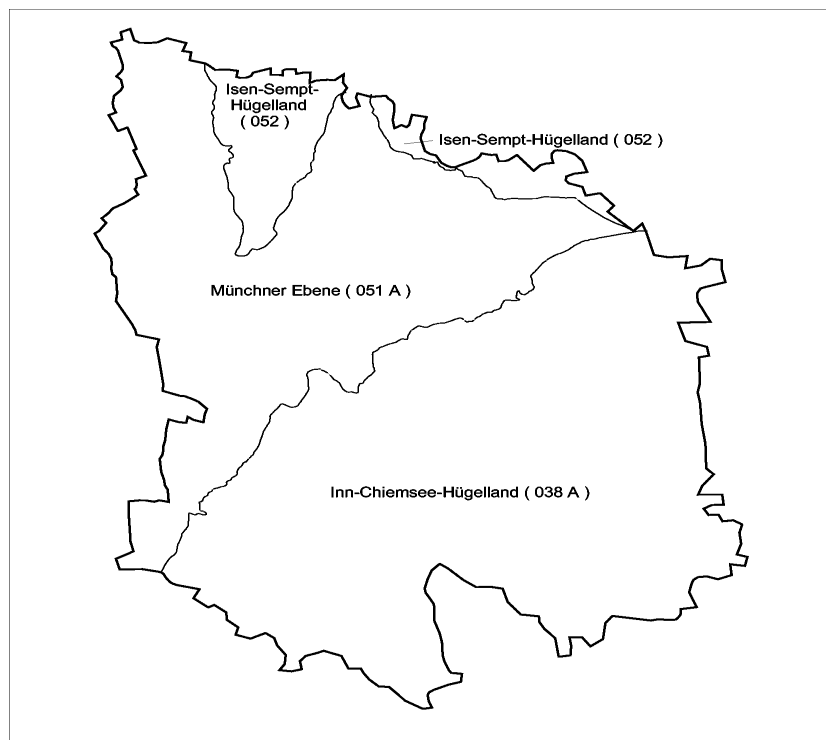 Isen-Sempt-
Hügelland
( 052 )
Isen-Sempt-Hügelland ( 052 )
Münchner Ebene ( 051 A )
Inn-Chiemsee-Hügelland ( 038 A )